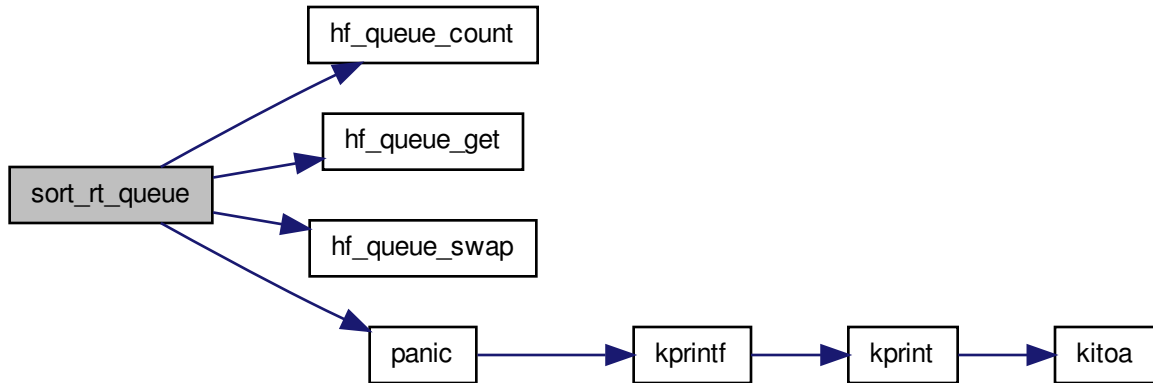 hf_queue_count
hf_queue_get
sort_rt_queue
hf_queue_swap
panic
kprintf
kprint
kitoa